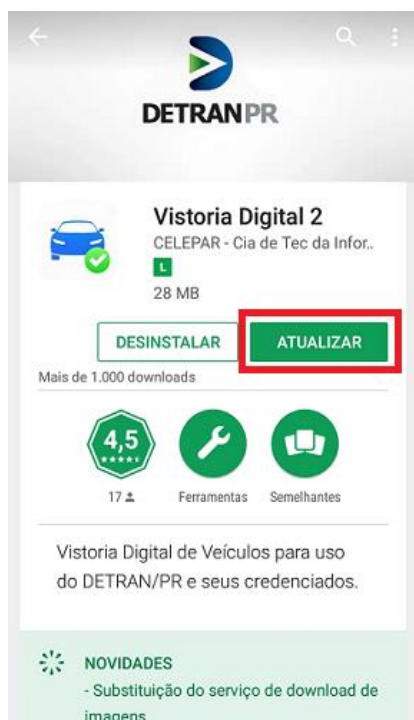 DETRANPR
Vistoria Digital 2
CELEPAR - Cia de Tec da Infor..
L
28 MB
DESINSTALAR
ATUALIZAR
Mais de 1.000 downloads
4,5
17
Ferramentas
Semelhantes
Vistoria Digital de Veículos para uso
do DETRAN/PR e seus credenciados.
NOVIDADES
- Substituição do serviço de download de
imagens